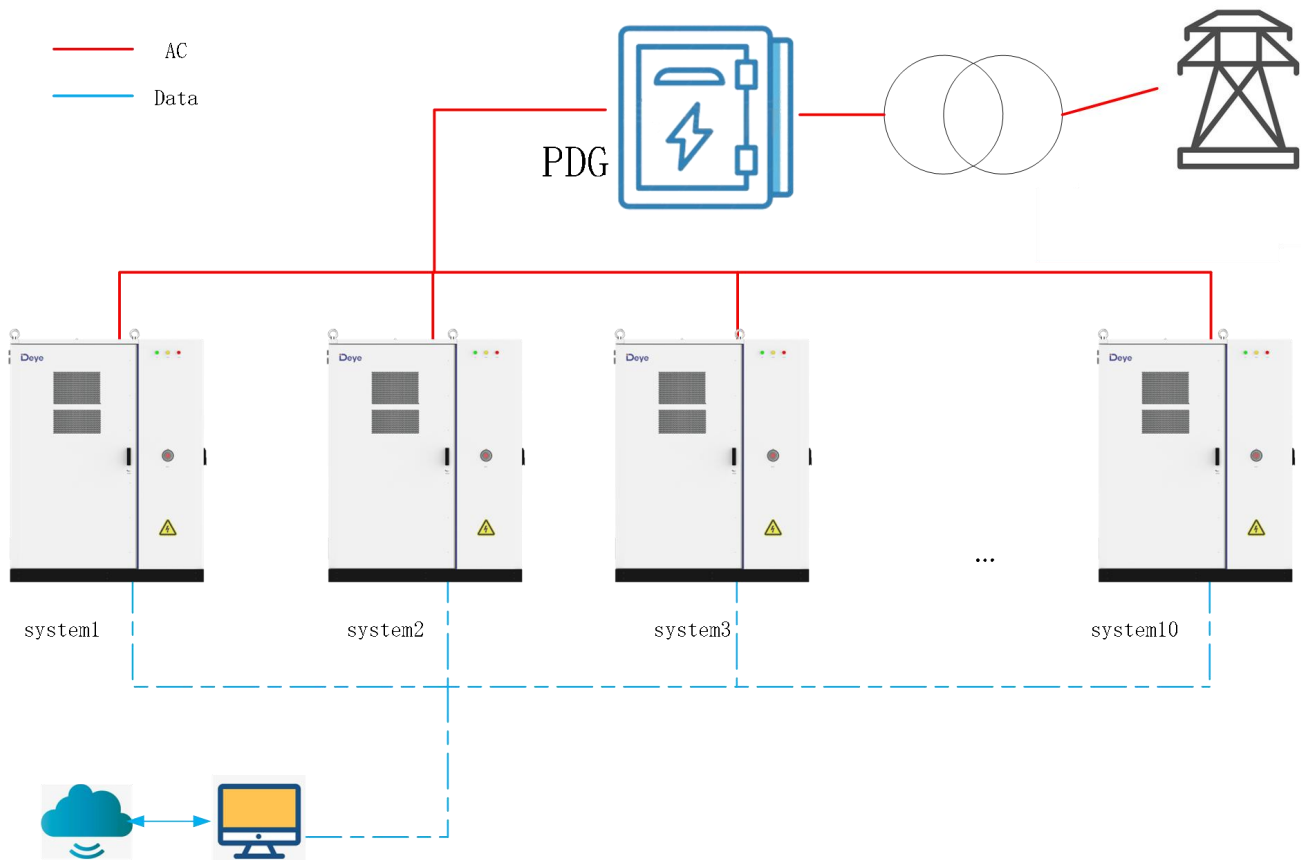 AC
Data
PDG
Deye
Deye
Deye
Deye
...
system1
system2
system3
system10